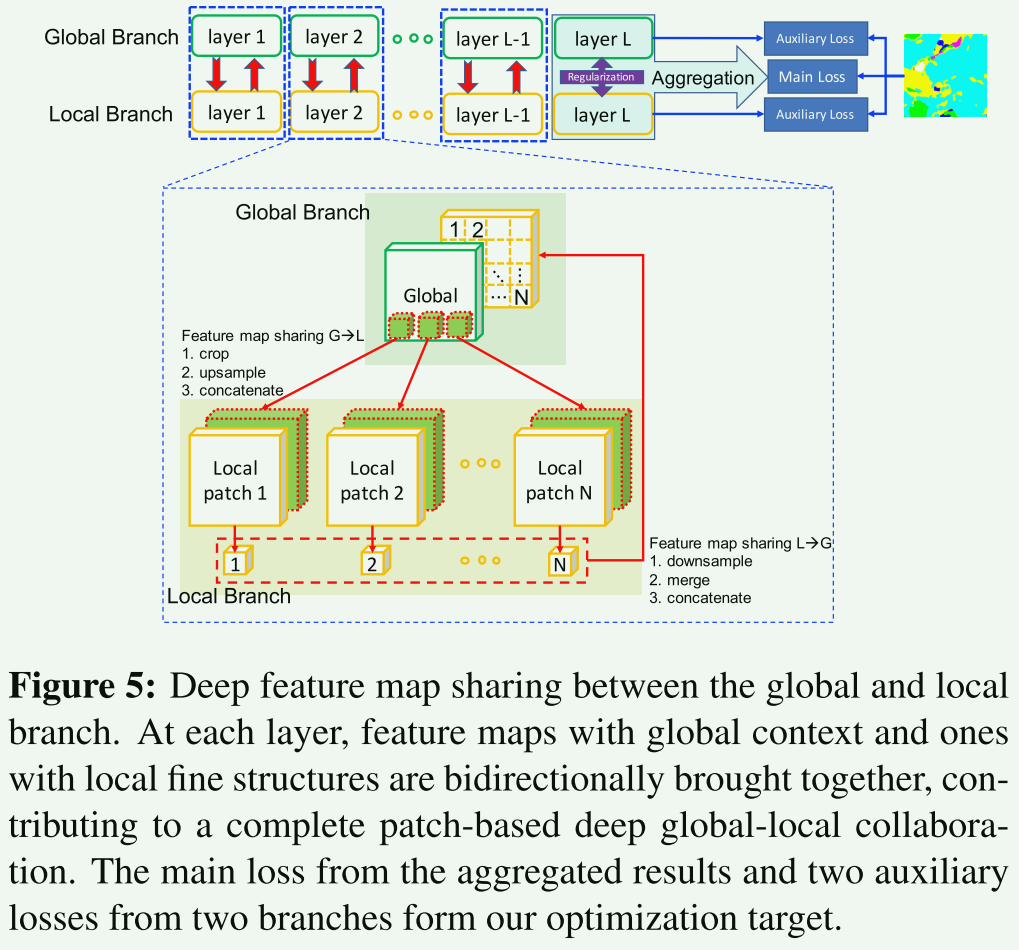 Global Branch
layer 1
layer 2
layer L-1
layer L
Auxiliary Loss
Regularization
Aggregation
Main Loss
Local Branch
layer 1
layer 2
layer L-1
layer L
Auxiliary Loss
Global Branch
1 2
Global
⋱ ⋮
... N
Feature map sharing G→L
1. crop
2. upsample
3. concatenate
Local
patch 1
Local
patch 2
Local
patch N
1
2
N
Feature map sharing L→G
1. downsample
2. merge
3. concatenate
Local Branch
Figure 5: Deep feature map sharing between the global and local
branch. At each layer, feature maps with global context and ones
with local fine structures are bidirectionally brought together, con-
tributing to a complete patch-based deep global-local collabora-
tion. The main loss from the aggregated results and two auxiliary
losses from two branches form our optimization target.